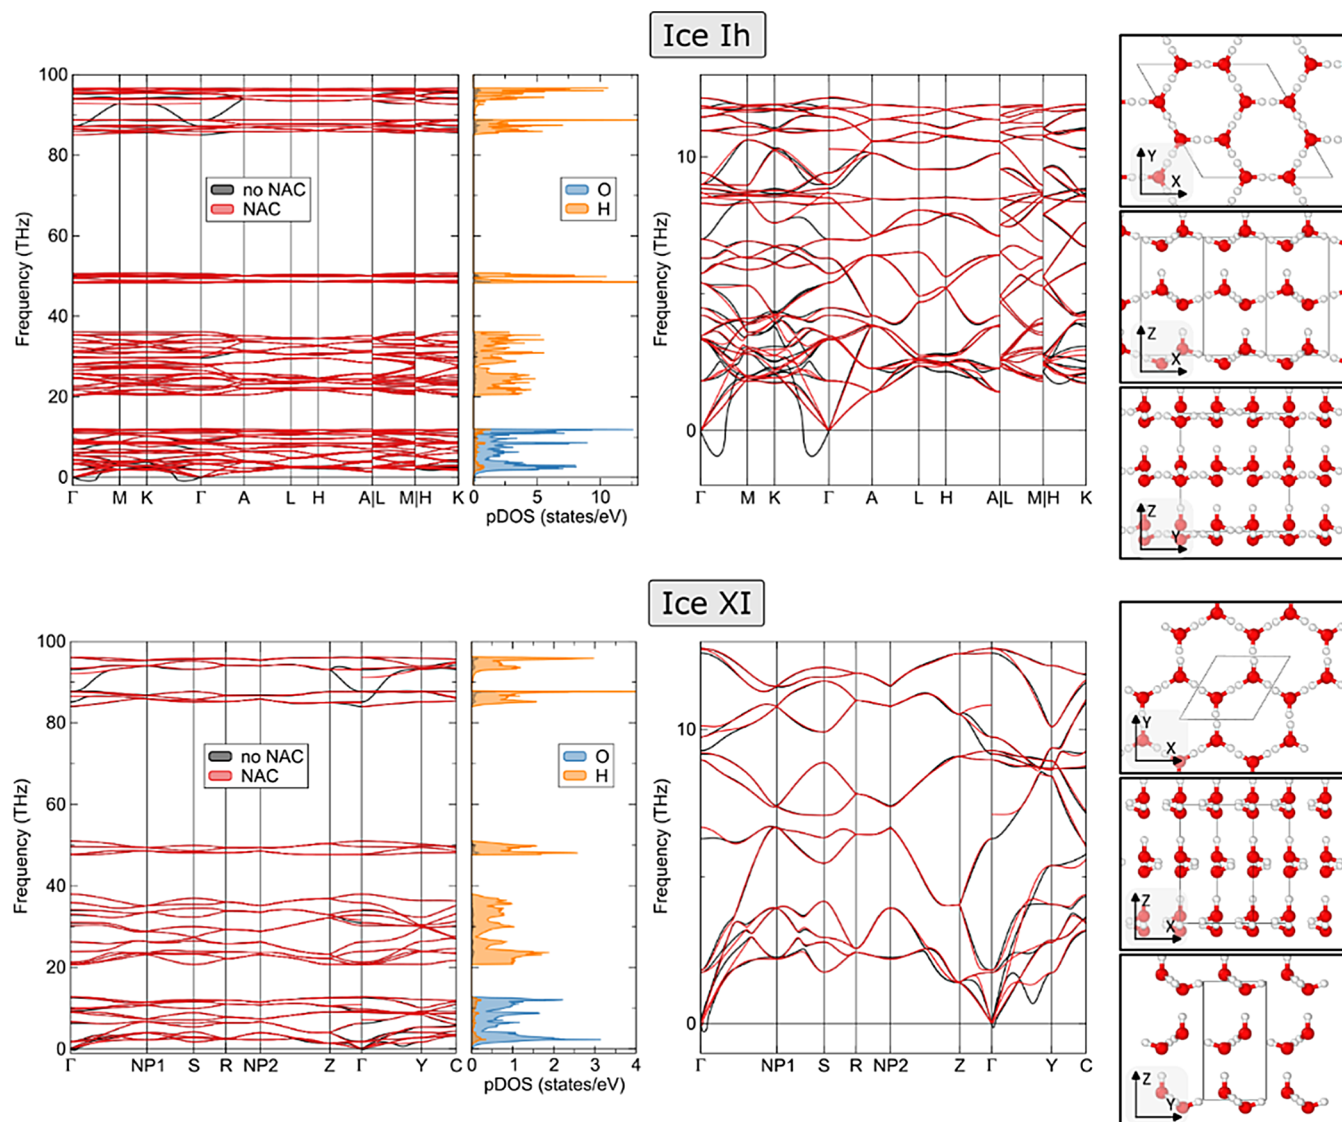 Ice Ih
100
80
60
40
20
0
Frequency (THz)
no NAC
NAC
Γ M K Γ A L H A|L M|H K
O
H
0 5 10
pDOS (states/eV)
10
0
Frequency (THz)
Γ M K Γ A L H A|L M|H K
Y
X
Z
X
Z
Y
Ice XI
100
80
60
40
20
0
Frequency (THz)
no NAC
NAC
Γ NP1 S R NP2 Z Γ Y C
O
H
0 1 2 3 4
pDOS (states/eV)
10
0
Frequency (THz)
Γ NP1 S R NP2 Z Γ Y C
Y
X
Z
X
Z
Y